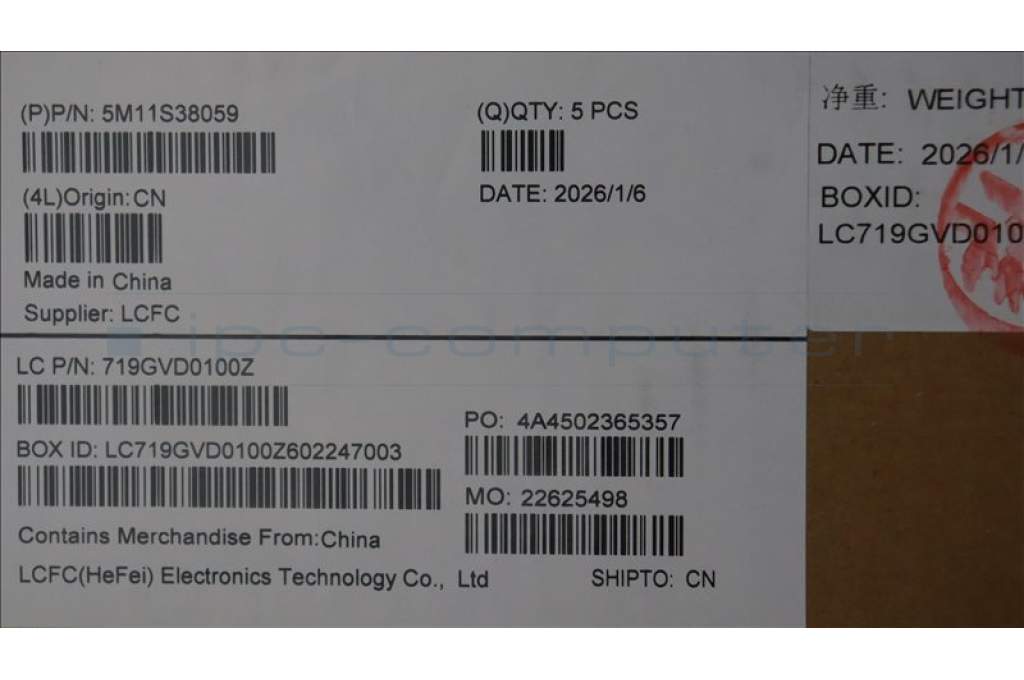 (P)P/N: 5M11S38059
(Q)QTY: 5 PCS
(4L)Origin:CN
DATE: 2026/1/6
Made in China
Supplier: LCFC
净重: WEIGHT
DATE: 2026/1/
BOXID:
LC719GVD010
ipc-computer
LC P/N: 719GVD0100Z
PO: 4A4502365357
BOX ID: LC719GVD0100Z602247003
MO: 22625498
Contains Merchandise From:China
LCFC(HeFei) Electronics Technology Co., Ltd
SHIPTO: CN